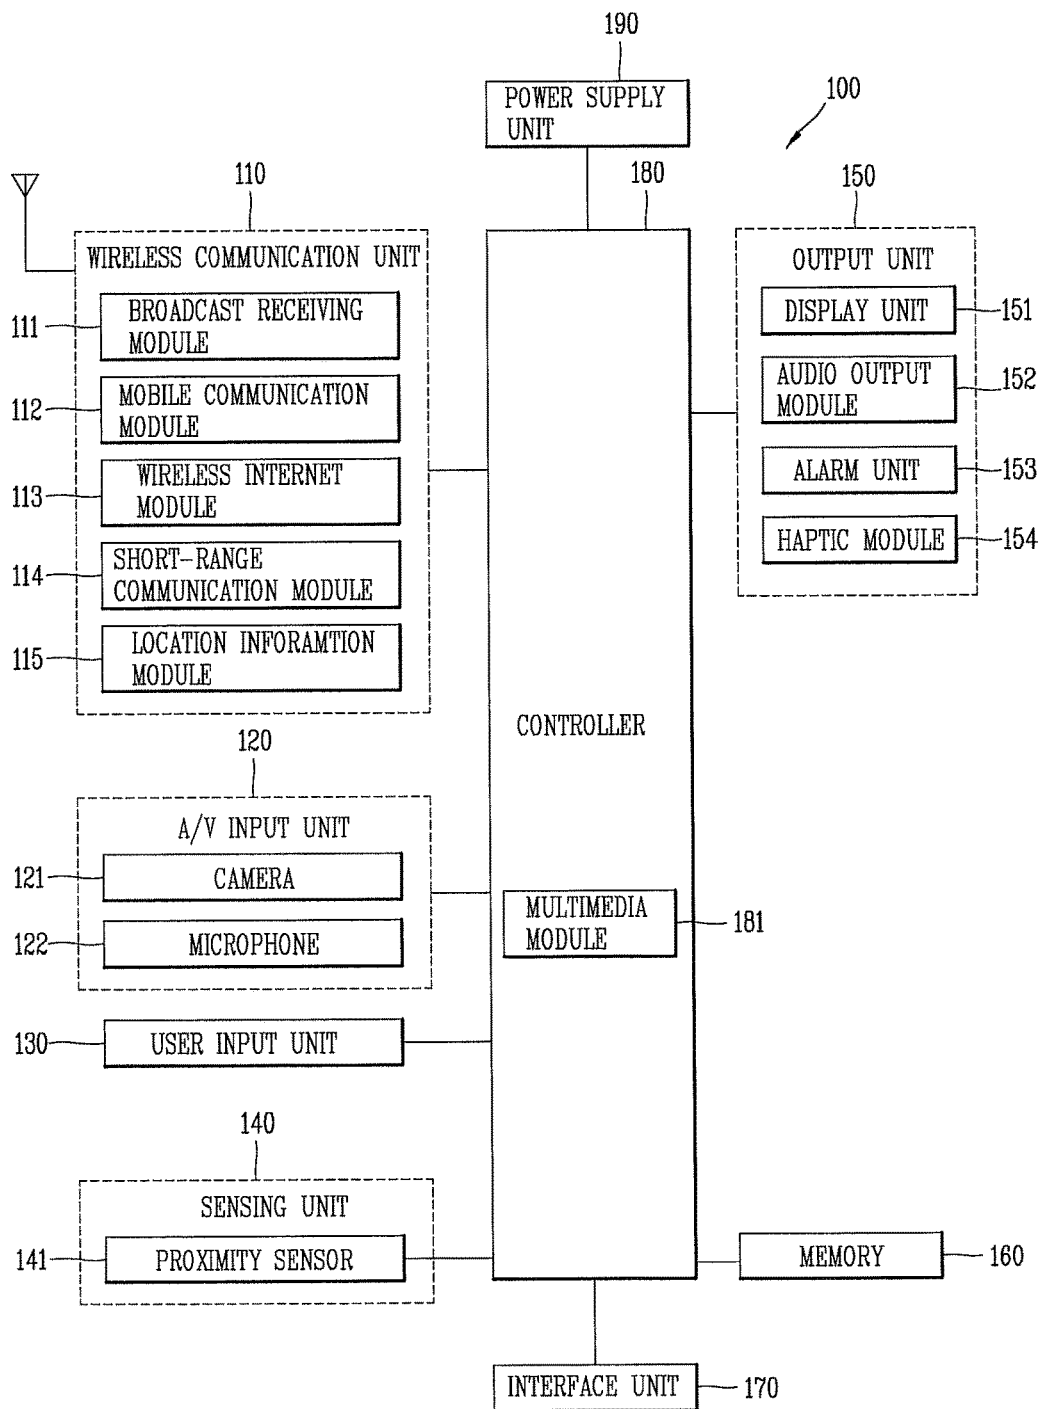 190
POWER SUPPLY
UNIT
100
110
180
150
WIRELESS COMMUNICATION UNIT
111
BROADCAST RECEIVING
MODULE
112
MOBILE COMMUNICATION
MODULE
113
WIRELESS INTERNET
MODULE
114
SHORT-RANGE
COMMUNICATION MODULE
115
LOCATION INFORAMTION
MODULE
OUTPUT UNIT
DISPLAY UNIT
151
AUDIO OUTPUT
MODULE
152
ALARM UNIT
153
HAPTIC MODULE
154
CONTROLLER
120
A/V INPUT UNIT
121
CAMERA
122
MICROPHONE
MULTIMEDIA
MODULE
181
130
USER INPUT UNIT
140
SENSING UNIT
141
PROXIMITY SENSOR
MEMORY
160
INTERFACE UNIT
170